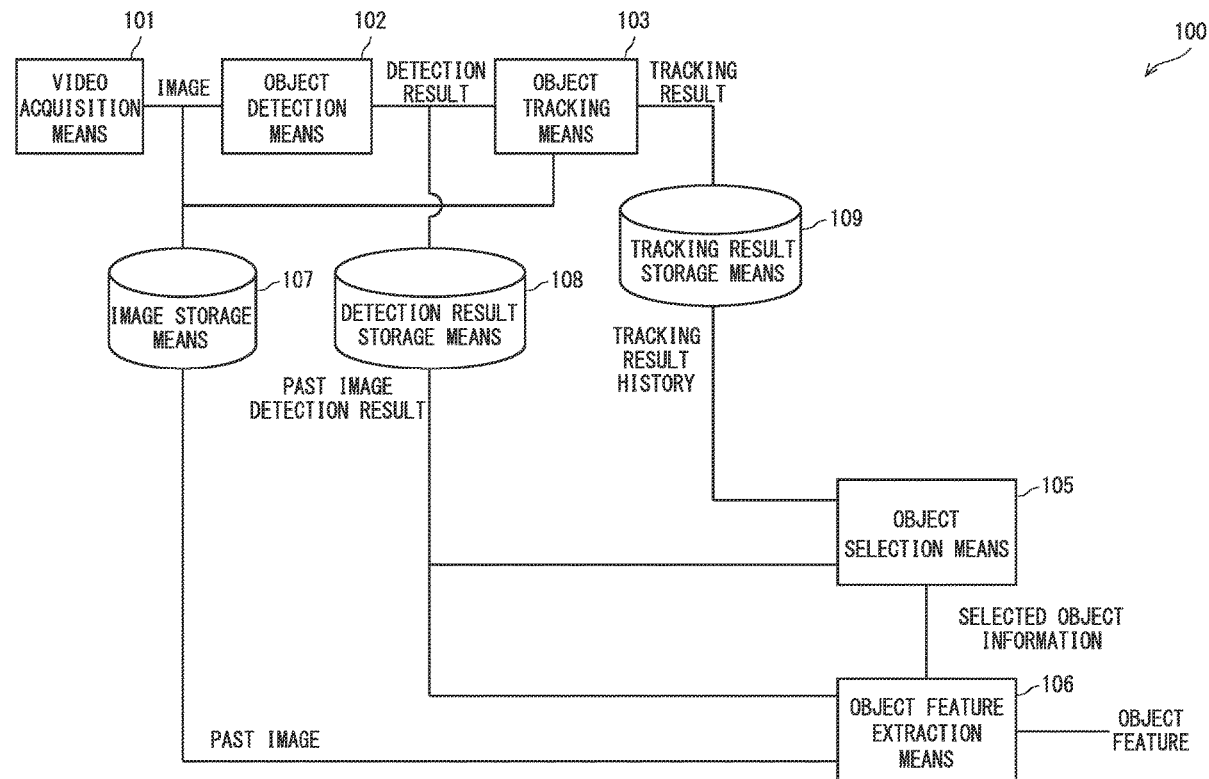 101
102
103
100
VIDEO
ACQUISITION
MEANS
IMAGE
OBJECT
DETECTION
MEANS
DETECTION
RESULT
OBJECT
TRACKING
MEANS
TRACKING
RESULT
109
TRACKING RESULT
STORAGE MEANS
107
IMAGE STORAGE
MEANS
108
DETECTION RESULT
STORAGE MEANS
PAST IMAGE
DETECTION RESULT
TRACKING
RESULT
HISTORY
105
OBJECT
SELECTION MEANS
SELECTED OBJECT
INFORMATION
106
OBJECT FEATURE
EXTRACTION
MEANS
OBJECT
FEATURE
PAST IMAGE